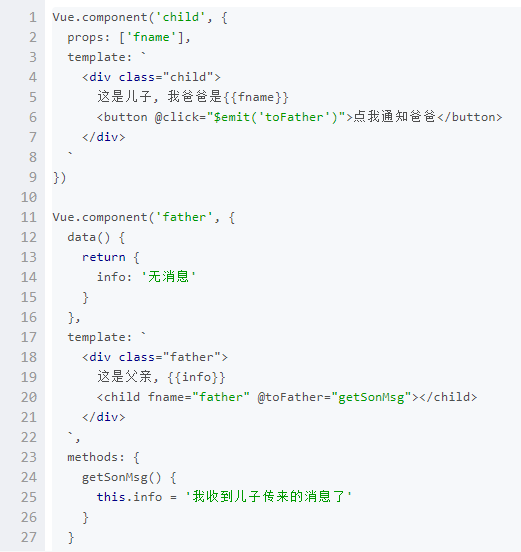 1 Vue.component('child', {
2   props: ['fname'],
3   template: `
4     <div class="child">
5       这是儿子, 我爸爸是{{fname}}
6       <button @click="$emit('toFather')">点我通知爸爸</button>
7     </div>
8   `
9 })
10
11 Vue.component('father', {
12   data() {
13     return {
14       info: '无消息'
15     }
16   },
17   template: `
18     <div class="father">
19       这是父亲, {{info}}
20       <child fname="father" @toFather="getSonMsg"></child>
21     </div>
22   `,
23   methods: {
24     getSonMsg() {
25       this.info = '我收到儿子传来的消息了'
26     }
27   }